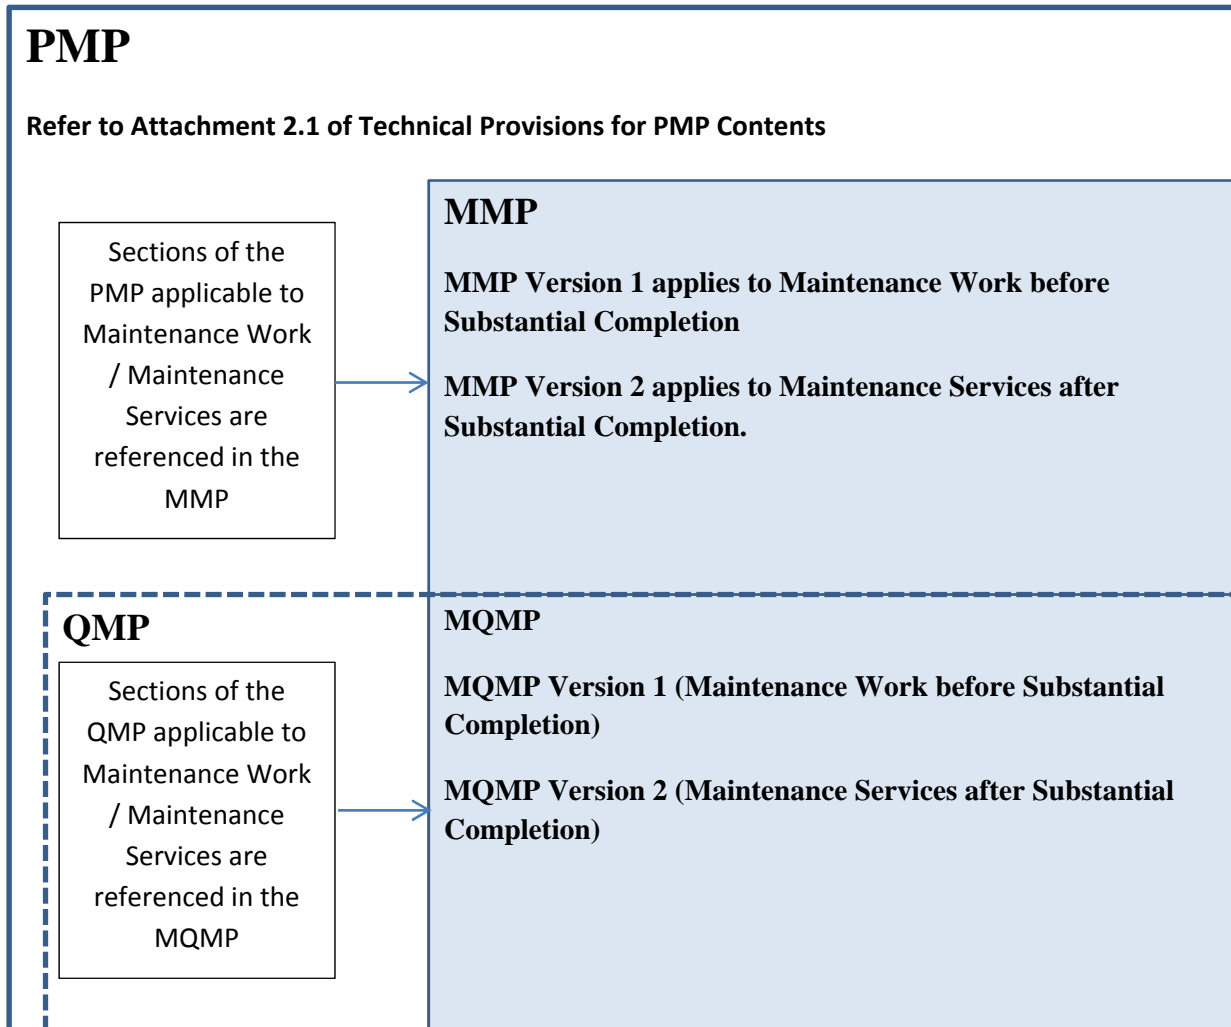 PMP
Refer to Attachment 2.1 of Technical Provisions for PMP Contents
Sections of the
PMP applicable to
Maintenance Work
/ Maintenance
Services are
referenced in the
MMP
MMP
MMP Version 1 applies to Maintenance Work before
Substantial Completion
MMP Version 2 applies to Maintenance Services after
Substantial Completion.
QMP
Sections of the
QMP applicable to
Maintenance Work
/ Maintenance
Services are
referenced in the
MQMP
MQMP
MQMP Version 1 (Maintenance Work before Substantial
Completion)
MQMP Version 2 (Maintenance Services after Substantial
Completion)